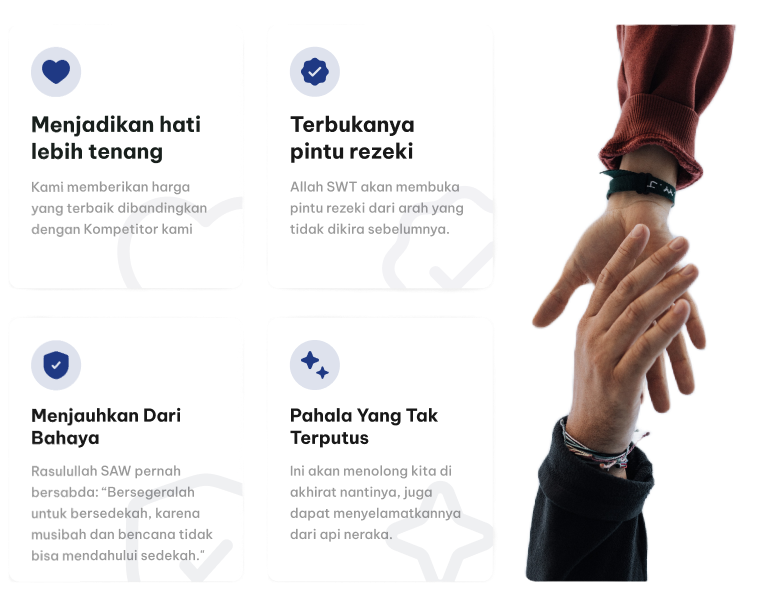 Menjadikan hati
lebih tenang
Kami memberikan harga
yang terbaik dibandingkan
dengan Kompetitor kami
Terbukanya
pintu rezeki
Allah SWT akan membuka
pintu rezeki dari arah yang
tidak dikira sebelumnya.
Menjauhkan Dari
Bahaya
Rasulullah SAW pernah
bersabda: “Bersegeralah
untuk bersedekah, karena
musibah dan bencana tidak
bisa mendahului sedekah."
Pahala Yang Tak
Terputus
Ini akan menolong kita di
akhirat nantinya, juga
dapat menyelamatkannya
dari api neraka.